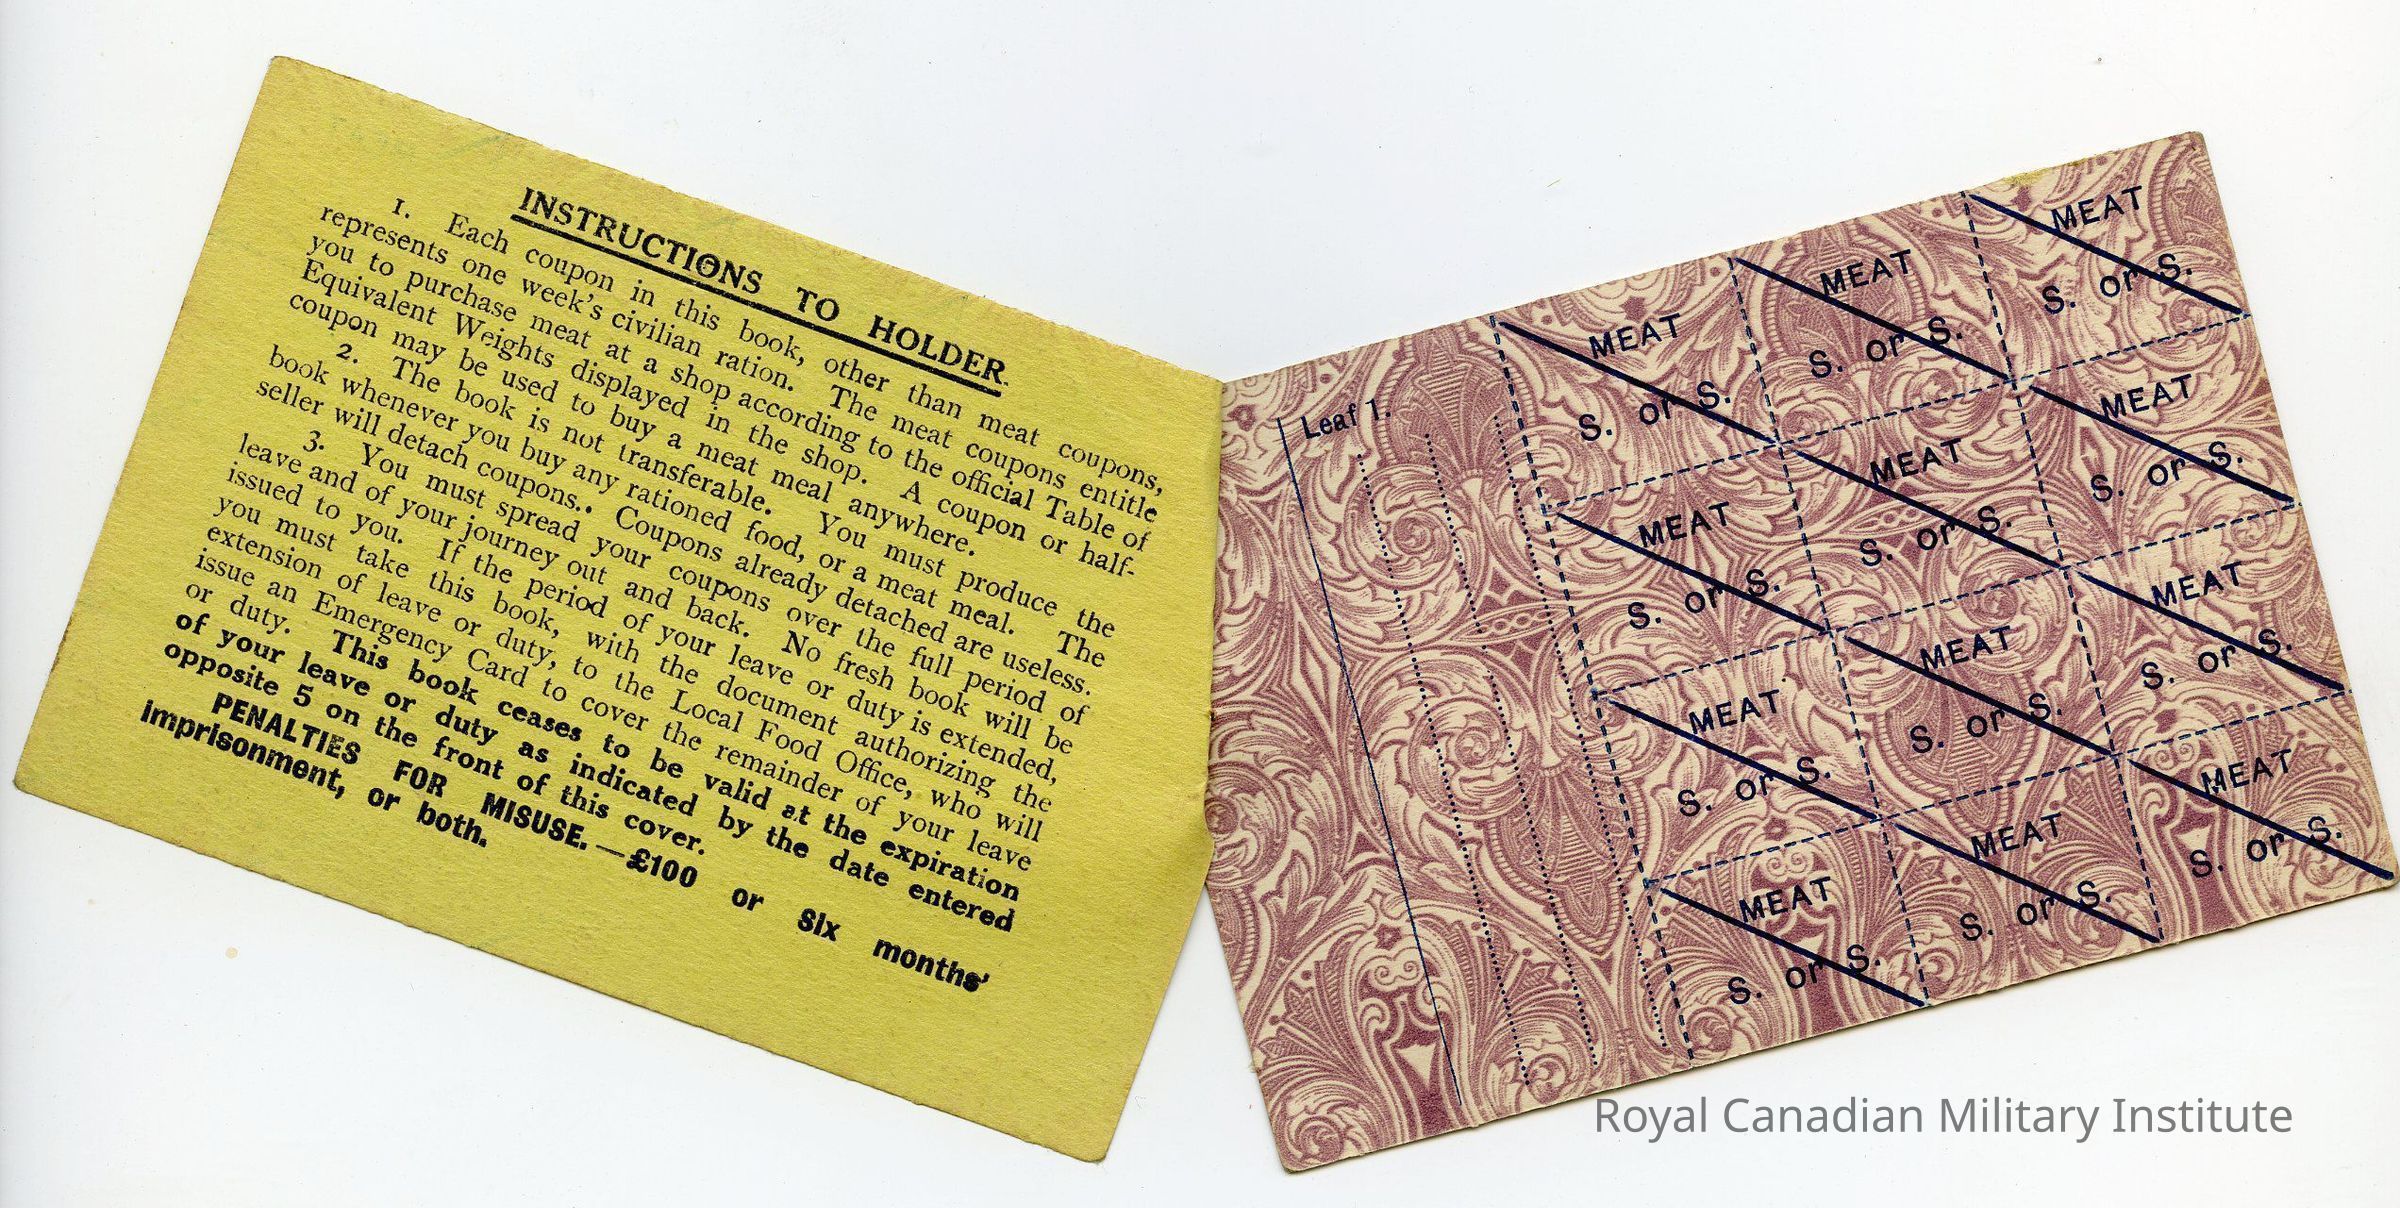 INSTRUCTIONS TO HOLDER.
1. Each coupon in this book, other than meat coupons,
represents one week's civilian ration. The meat coupons entitle
you to purchase meat at a shop according to the official Table of
Equivalent Weights displayed in the shop. A coupon or half-
coupon may be used to buy a meat meal anywhere.
2. The book is not transferable. You must produce the
book whenever you buy any rationed food, or a meat meal. The
seller will detach coupons.. Coupons already detached are useless.
3. You must spread your coupons over the full period of
leave and of your journey out and back. No fresh book will be
issued to you. If the period of your leave or duty is extended,
you must take this book, with the document authorizing the
extension of leave or duty, to the Local Food Office, who will
issue an Emergency Card to cover the remainder of your leave
or duty. This book ceases to be valid at the expiration
of your leave or duty as indicated by the date entered
opposite 5 on the front of this cover.
PENALTIES FOR MISUSE.—£100 or Six months'
imprisonment, or both.
Leaf 1.
MEAT
S. or S.
MEAT
S. or S.
MEAT
S. or S.
MEAT
S. or S.
MEAT
S. or S.
MEAT
S. or S.
MEAT
S. or S.
MEAT
S. or S.
MEAT
S. or S.
MEAT
S. or S.
MEAT
S. or S.
MEAT
S. or S.
Royal Canadian Military Institute